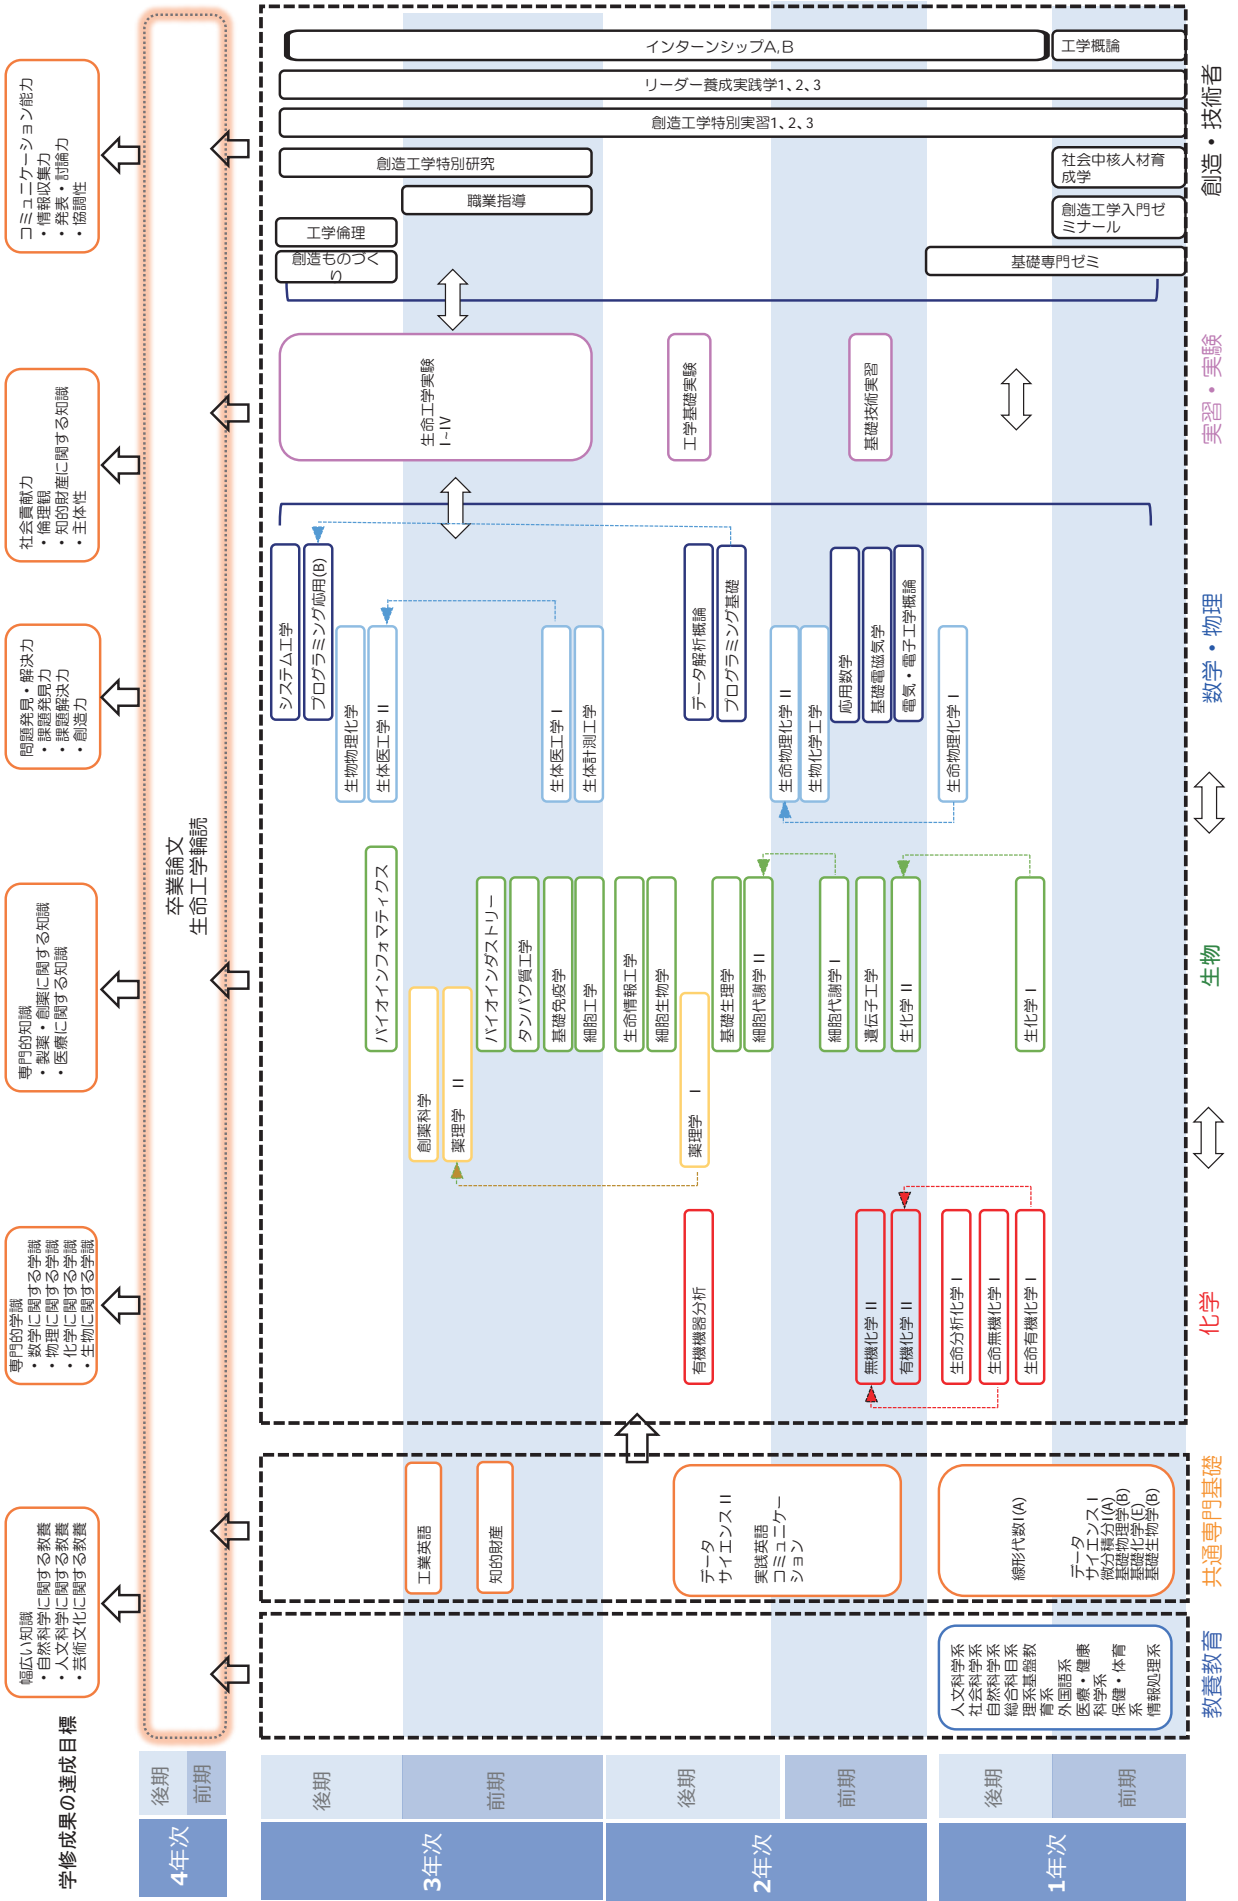 学修成果の達成目標
幅広い知識
・自然科学に関する教養
・人文科学に関する教養
・芸術文化に関する教養
専門的学識
・数学に関する学識
・物理に関する学識
・化学に関する学識
・生物に関する学識
専門的知識
・製薬・創薬に関する知識
・医療に関する知識
問題発見・解決力
・課題発見力
・課題解決力
・創造力
社会貢献力
・倫理観
・知的財産に関する知識
・主体性
コミュニケーション能力
・情報収集力
・発表・討論力
・協調性
4年次
後期
前期
卒業論文
生命工学輪読
3年次
後期
前期
2年次
後期
前期
1年次
後期
前期
工業英語
知的財産
データ
サイエンス II
実践英語
コミュニケー
ション
線形代数I(A)
データ
サイエンス I
微分積分I(A)
基礎物理学(B)
基礎化学(E)
基礎生物学(B)
人文科学系
社会科学系
自然科学系
総合科目系
理系基盤教
育系
外国語系
医療・健康
科学系
保健・体育
系
情報処理系
有機機器分析
無機化学 II
有機化学 II
生命分析化学 I
生命無機化学 I
生命有機化学 I
創薬科学
薬理学 II
薬理学 I
バイオインフォマティクス
バイオインダストリー
タンパク質工学
基礎免疫学
細胞工学
生命情報工学
細胞生物学
基礎生理学
細胞代謝学 II
細胞代謝学 I
遺伝子工学
生化学 II
生化学 I
システム工学
プログラミング応用(B)
生物物理化学
生体医工学 II
生体医工学 I
生体計測工学
データ解析概論
プログラミング基礎
生命物理化学 II
生物化学工学
応用数学
基礎電磁気学
電気・電子工学概論
生命物理化学 I
生命工学実験
I~IV
工学基礎実験
基礎技術実習
インターンシップA,B
工学概論
リーダー養成実践学1、2、3
創造工学特別実習1、2、3
創造工学特別研究
社会中核人材育
成学
職業指導
創造工学入門ゼ
ミナール
工学倫理
創造ものづく
り
基礎専門ゼミ
教養教育
共通専門基礎
化学
生物
数学・物理
実習・実験
創造・技術者